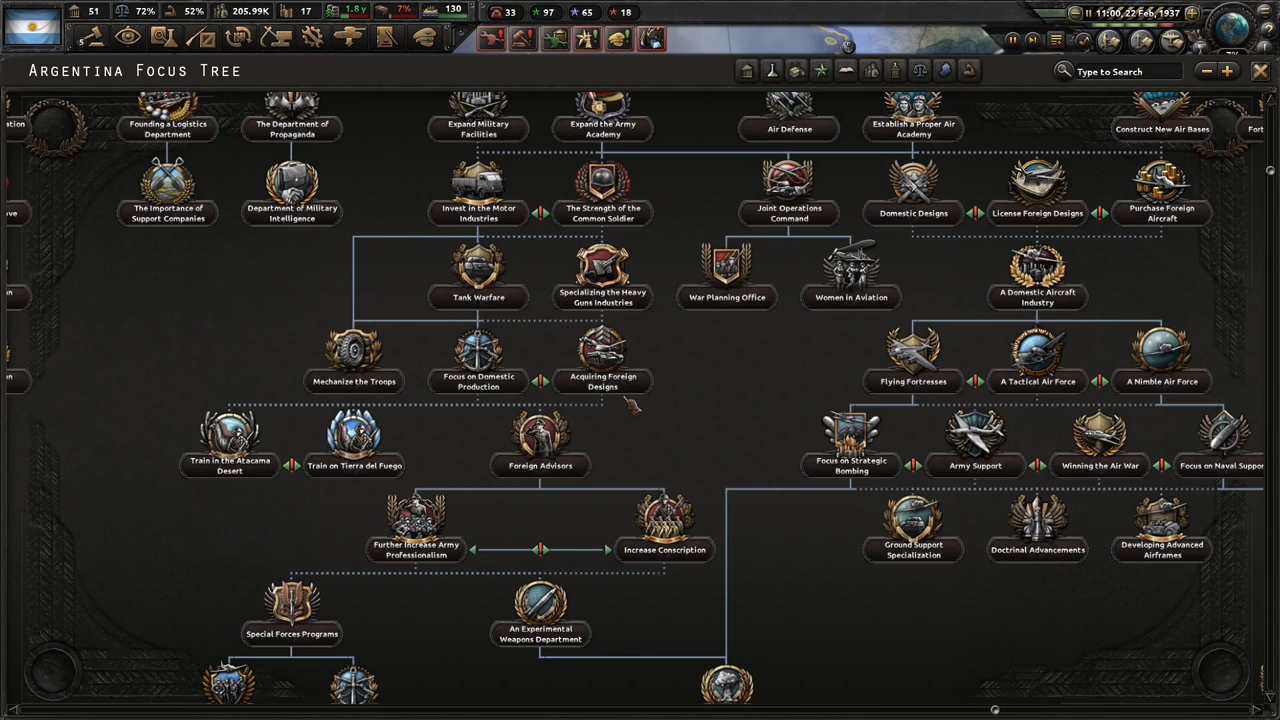 51 72% 52% 205.99K 17 1.8y 7% 130 33 97 65 18 11:00, 22 Feb, 1937
5
ARGENTINA FOCUS TREE
Type to Search
Founding a Logistics
Department
The Department of
Propaganda
Expand Military
Facilities
Expand the Army
Academy
Air Defense
Establish a Proper Air
Academy
Construct New Air Bases
The Importance of
Support Companies
Department of Military
Intelligence
Invest in the Motor
Industries
The Strength of the
Common Soldier
Joint Operations
Command
Domestic Designs
License Foreign Designs
Purchase Foreign
Aircraft
Tank Warfare
Specializing the Heavy
Guns Industries
War Planning Office
Women in Aviation
A Domestic Aircraft
Industry
Mechanize the Troops
Focus on Domestic
Production
Acquiring Foreign
Designs
Flying Fortresses
A Tactical Air Force
A Nimble Air Force
Train in the Atacama
Desert
Train on Tierra del Fuego
Foreign Advisors
Focus on Strategic
Bombing
Army Support
Winning the Air War
Focus on Naval Suppor
Further Increase Army
Professionalism
Increase Conscription
Ground Support
Specialization
Doctrinal Advancements
Developing Advanced
Airframes
Special Forces Programs
An Experimental
Weapons Department